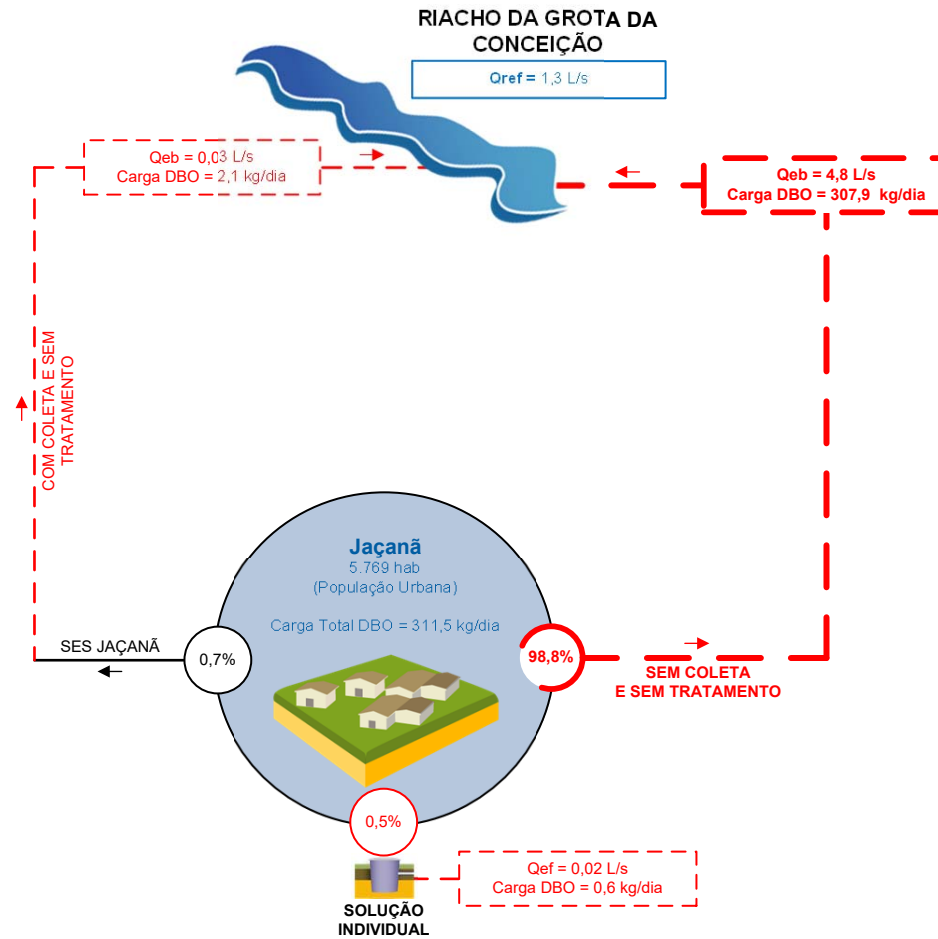 RIACHO DA GROTA DA
CONCEIÇÃO
Qref = 1,3 L/s
Qeb = 0,03 L/s
Carga DBO = 2,1 kg/dia
Qeb = 4,8 L/s
Carga DBO = 307,9 kg/dia
COM COLETA E SEM
TRATAMENTO
Jaçanã
5.769 hab
(População Urbana)
Carga Total DBO = 311,5 kg/dia
SES JAÇANÃ
0,7%
98,8%
SEM COLETA
E SEM TRATAMENTO
0,5%
Qef = 0,02 L/s
Carga DBO = 0,6 kg/dia
SOLUÇÃO
INDIVIDUAL